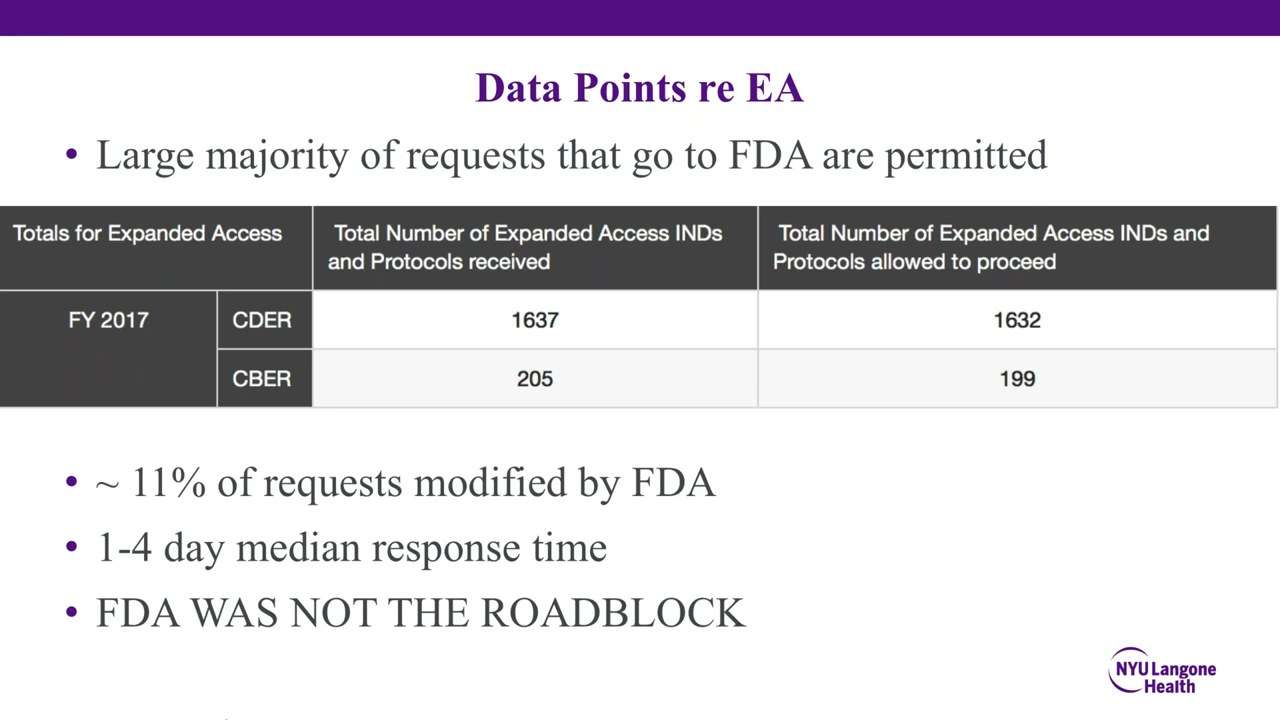 Data Points re EA
• Large majority of requests that go to FDA are permitted
Totals for Expanded Access
Total Number of Expanded Access INDs
and Protocols received
Total Number of Expanded Access INDs and
Protocols allowed to proceed
FY 2017
CDER
1637
1632
CBER
205
199
• ~ 11% of requests modified by FDA
• 1-4 day median response time
• FDA WAS NOT THE ROADBLOCK
NYU Langone
Health